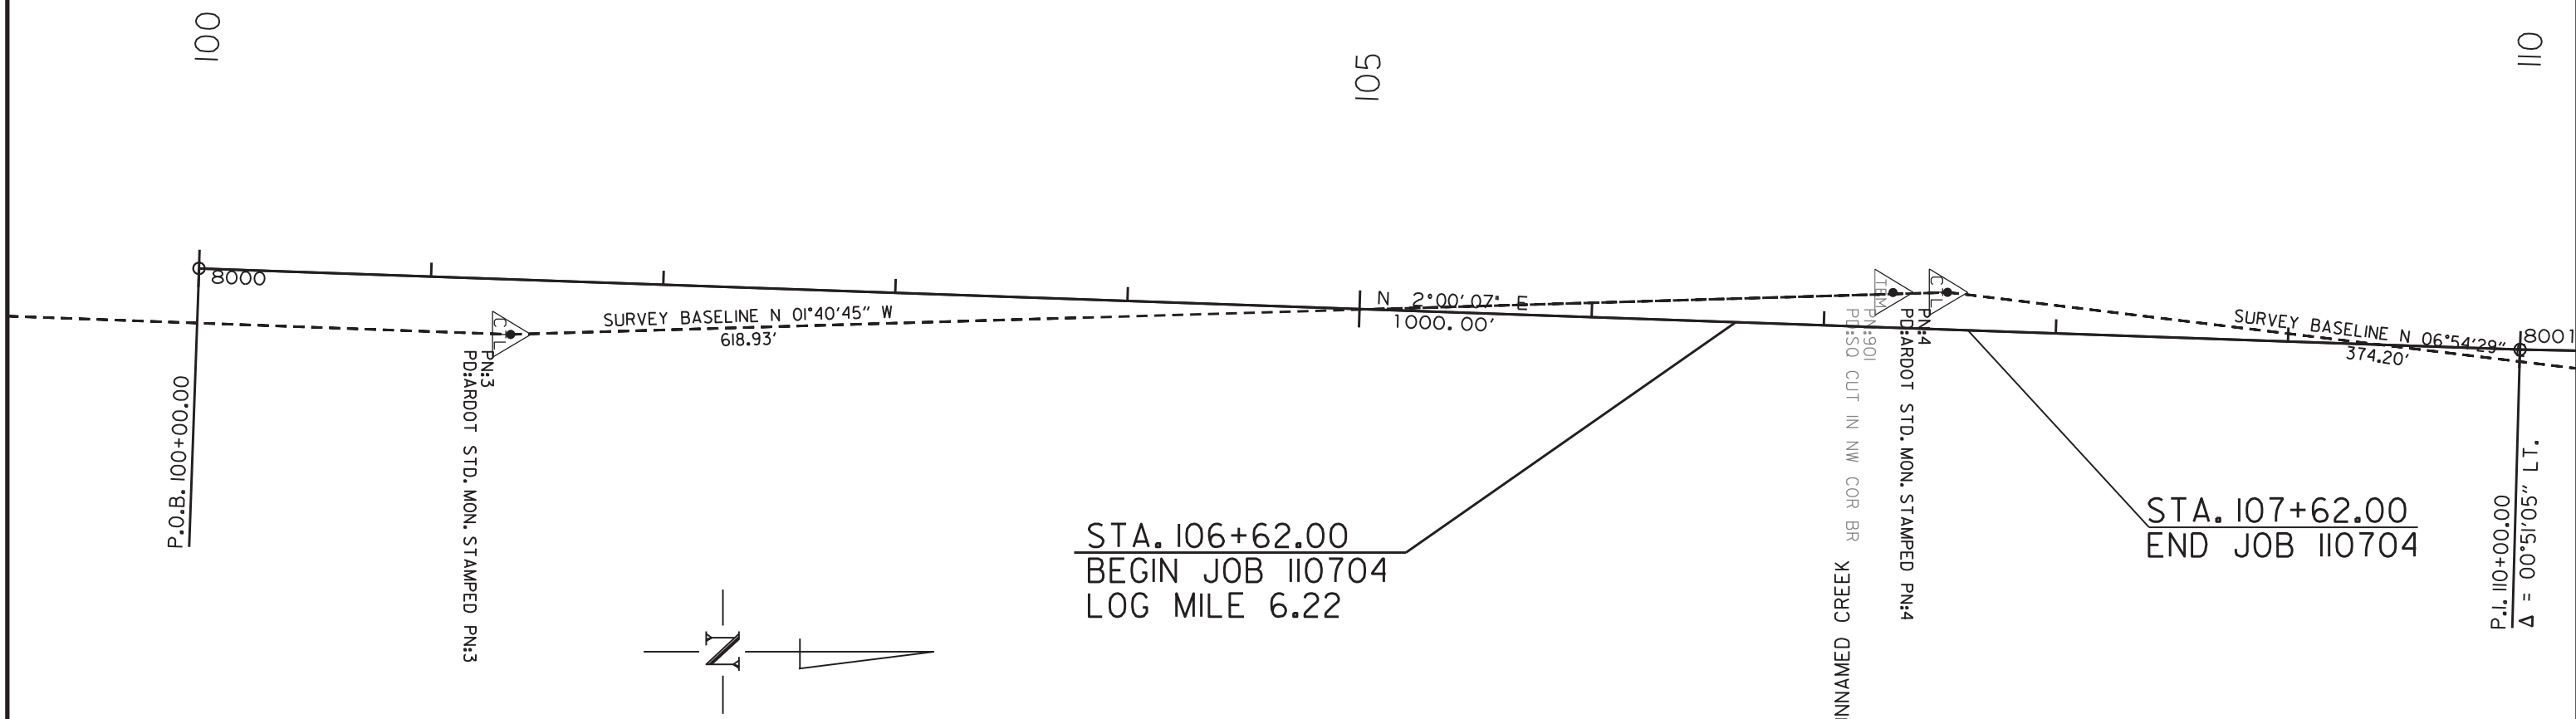 100
105
110
8000
SURVEY BASELINE N 01°40'45" W
618.93'
N 2°00'07" E
1000.00'
SURVEY BASELINE N 06°54'29"
374.20'
8001
P.O.B. 100+00.00
CTL
PN:3
PD:ARDOT STD. MON. STAMPED PN:3
TBM
PN:901
PD:SQ CUT IN NW COR BR
CTL
PN:4
PD:ARDOT STD. MON. STAMPED PN:4
STA. 106+62.00
BEGIN JOB 110704
LOG MILE 6.22
STA. 107+62.00
END JOB 110704
P.I. 110+00.00
Δ = 00°51'05" LT.
CREEK
N